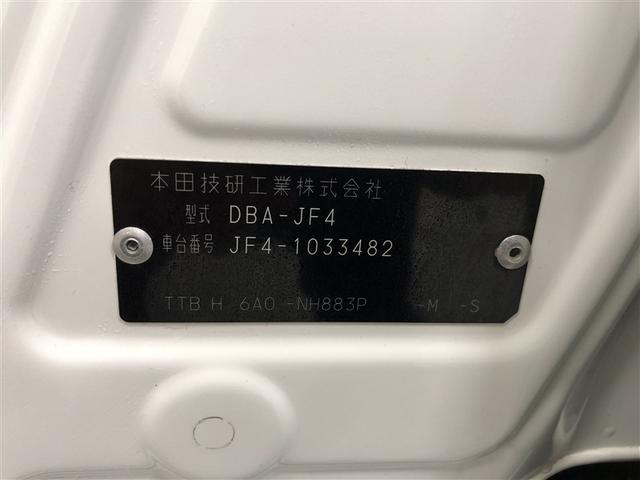 本田技研工業株式会社
型式 DBA-JF4
車台番号 JF4-1033482
TTB H 6A0 -NH883P -M -S